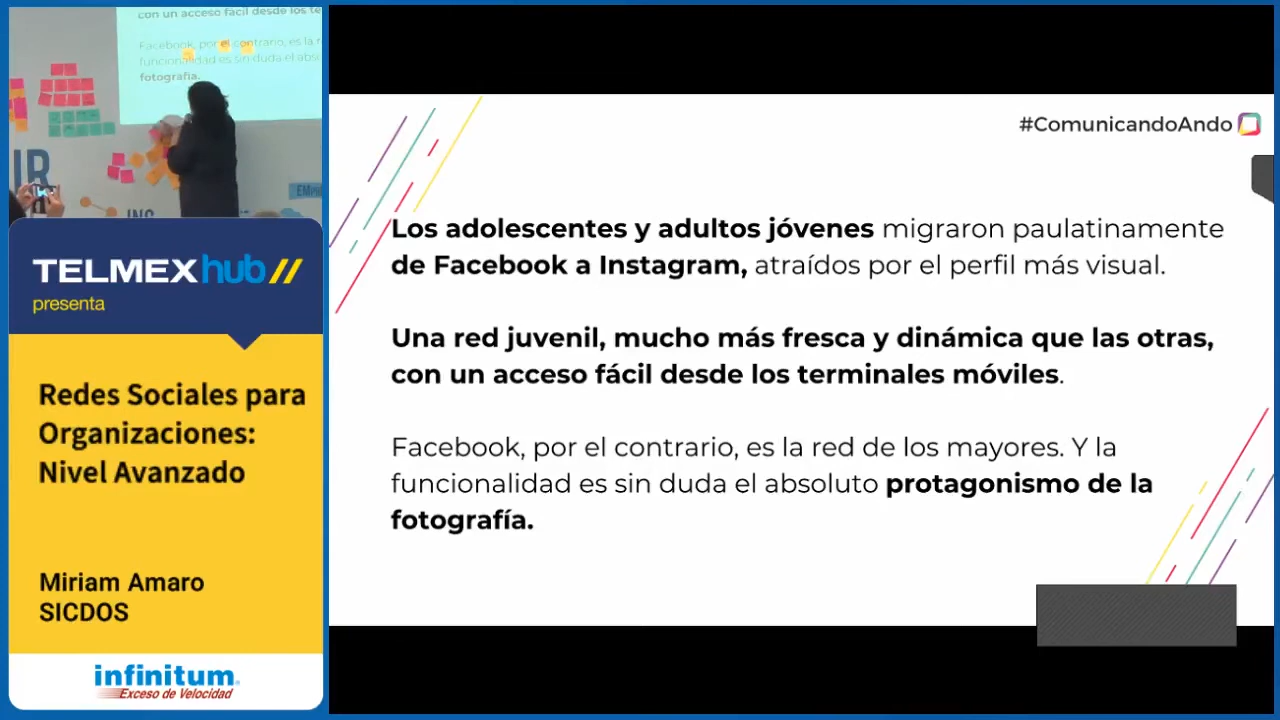 con un acceso fácil desde los te
Facebook, por el contrario, es la r
funcionalidad es sin duda el abso
fotografía.
IR
ING
EMPR
TELMEXhub//
presenta
Redes Sociales para
Organizaciones:
Nivel Avanzado
Miriam Amaro
SICDOS
infinitum
Exceso de Velocidad
#ComunicandoAndo
Los adolescentes y adultos jóvenes migraron paulatinamente
de Facebook a Instagram, atraídos por el perfil más visual.
Una red juvenil, mucho más fresca y dinámica que las otras,
con un acceso fácil desde los terminales móviles.
Facebook, por el contrario, es la red de los mayores. Y la
funcionalidad es sin duda el absoluto protagonismo de la
fotografía.